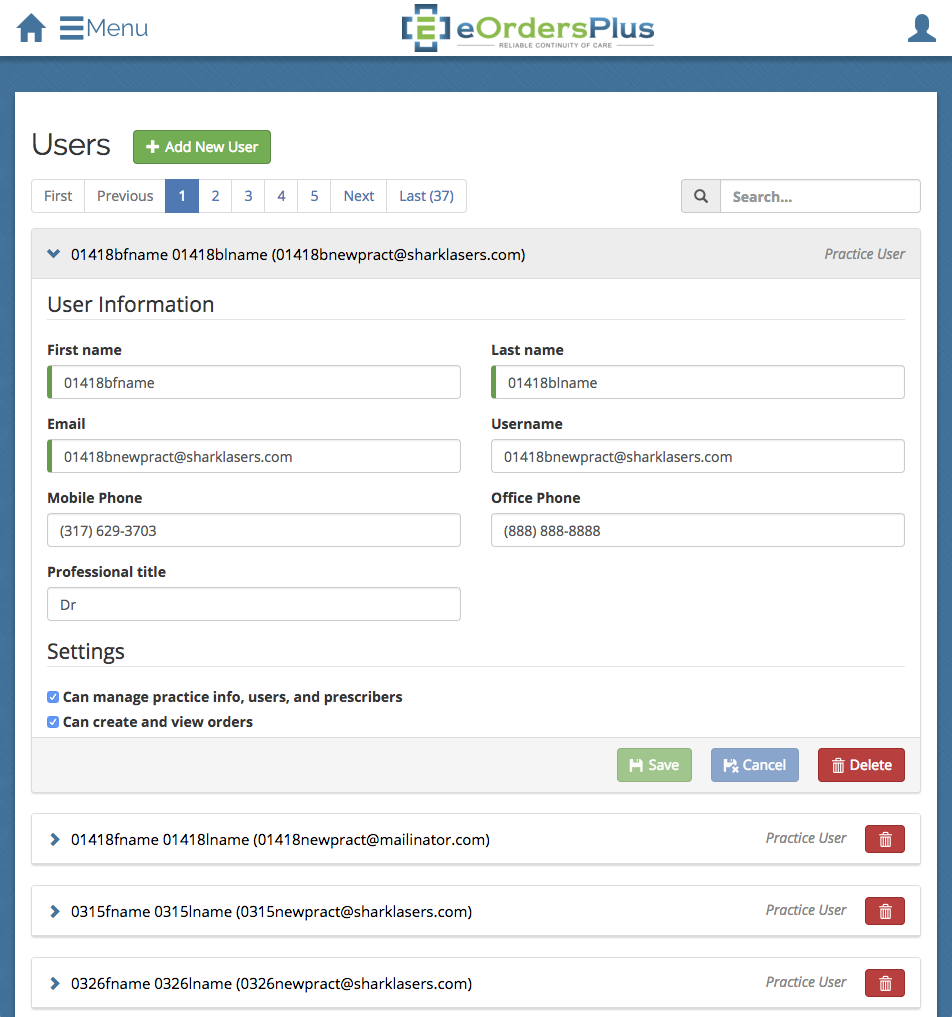 Menu
E eOrdersPlus
RELIABLE CONTINUITY OF CARE
Users
Add New User
First Previous 1 2 3 4 5 Next Last (37)
Search...
01418bfname 01418blname (01418bnewpract@sharklasers.com) Practice User
User Information
First name Last name
01418bfname 01418blname
Email Username
01418bnewpract@sharklasers.com 01418bnewpract@sharklasers.com
Mobile Phone Office Phone
(317) 629-3703 (888) 888-8888
Professional title
Dr
Settings
Can manage practice info, users, and prescribers
Can create and view orders
Save Cancel Delete
01418fname 01418lname (01418newpract@mailinator.com) Practice User
0315fname 0315lname (0315newpract@sharklasers.com) Practice User
0326fname 0326lname (0326newpract@sharklasers.com) Practice User